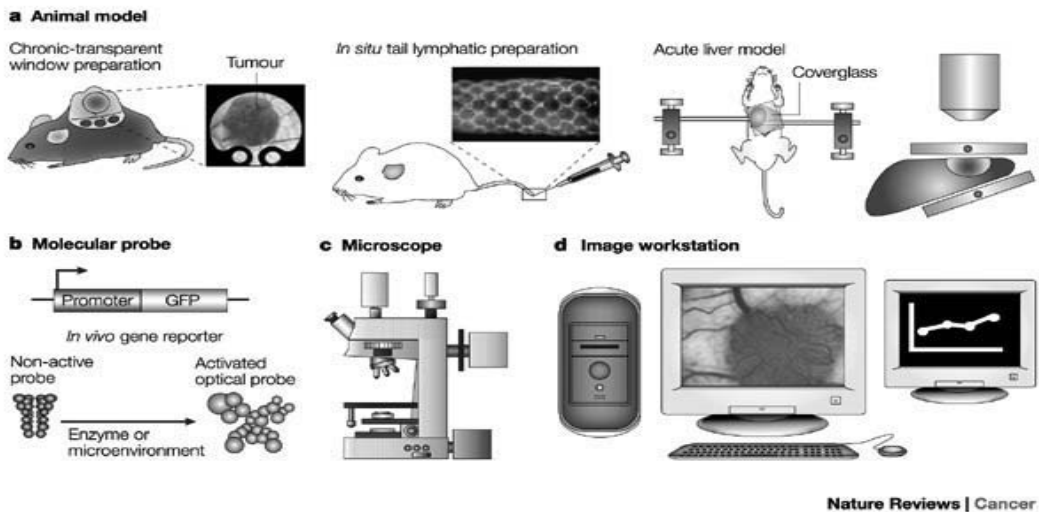 a Animal model
Chronic-transparent
window preparation
Tumour
In situ tail lymphatic preparation
Acute liver model
Coverglass
b Molecular probe
Promoter GFP
In vivo gene reporter
Non-active
probe
Activated
optical probe
Enzyme or
microenvironment
c Microscope
d Image workstation
Nature Reviews | Cancer